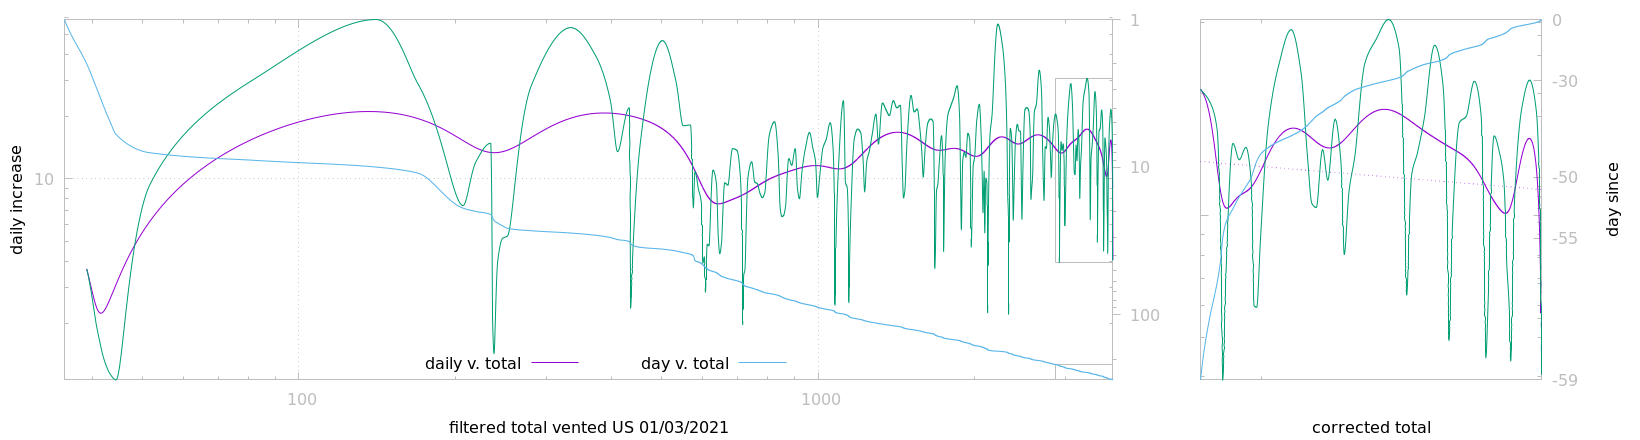 daily increase
10
100
1000
daily v. total
day v. total
1
10
100
filtered total vented US 01/03/2021
0
-30
-50
-55
-59
day since
corrected total